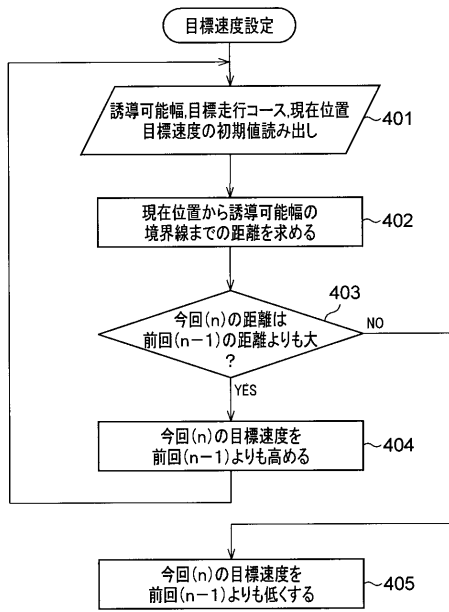 目標速度設定
誘導可能幅,目標走行コース,現在位置
目標速度の初期値読み出し
401
現在位置から誘導可能幅の
境界線までの距離を求める
402
403
今回(n)の距離は
前回(n−1)の距離よりも大
?
NO
YES
今回(n)の目標速度を
前回(n−1)よりも高める
404
今回(n)の目標速度を
前回(n−1)よりも低くする
405